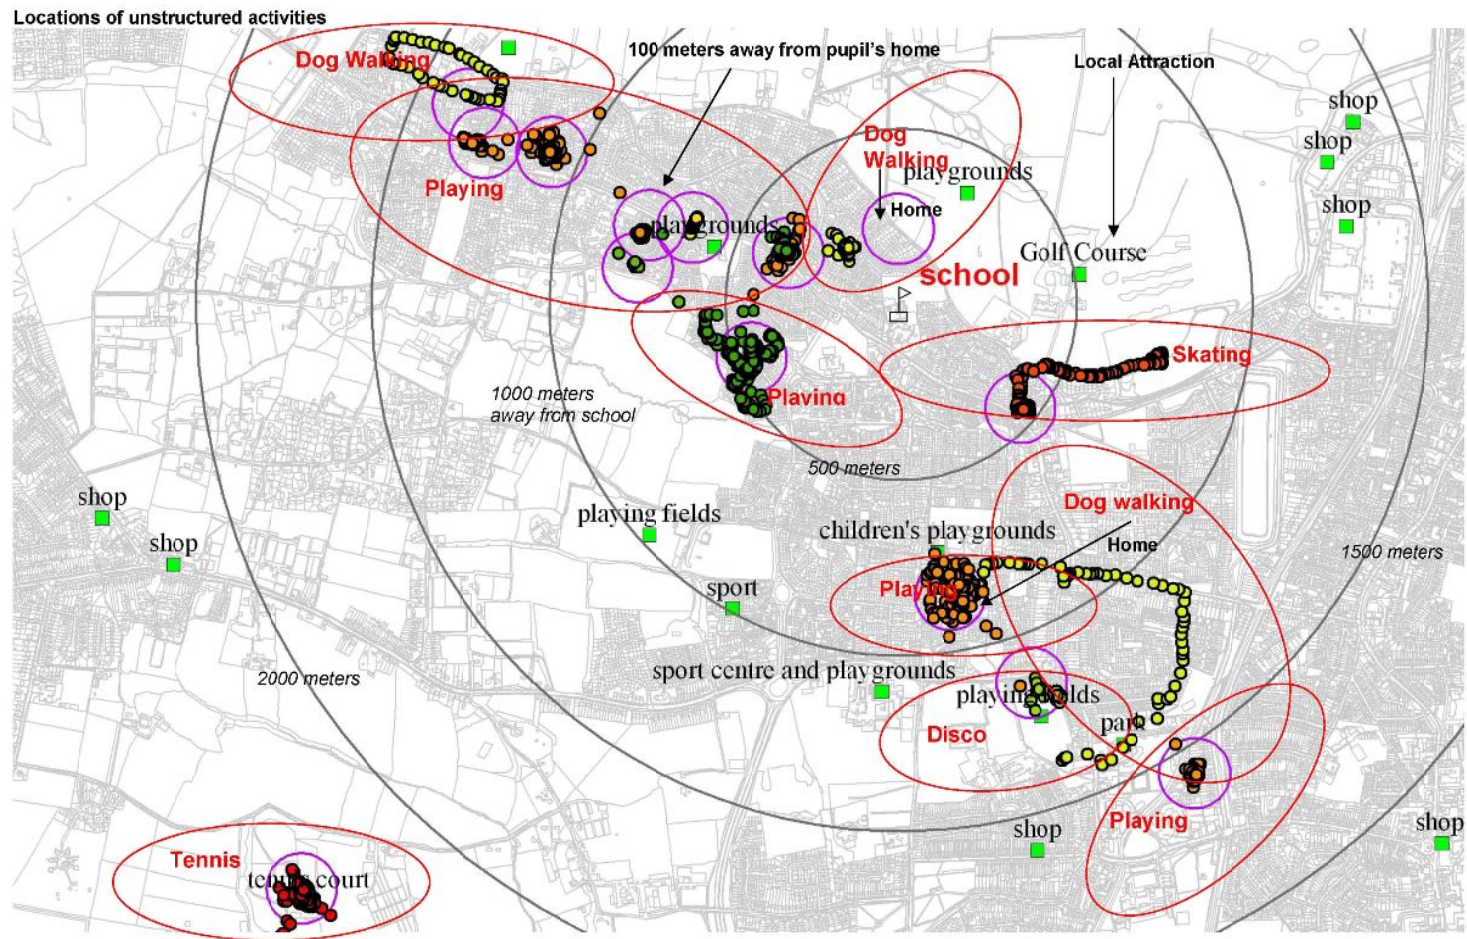 Locations of unstructured activities
Dog Walking
100 meters away from pupil's home
Local Attraction
shop
shop
Dog
Walking
playgrounds
Playing
Home
shop
playgrounds
Golf Course
school
Skating
1000 meters
away from school
Playing
500 meters
shop
Dog walking
playing fields
children's playgrounds
shop
Home
1500 meters
Playing
sport
2000 meters
sport centre and playgrounds
playing fields
park
Disco
Playing
shop
shop
Tennis
tennis court